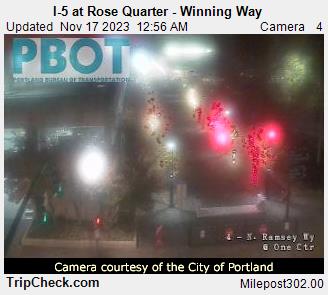 I-5 at Rose Quarter - Winning Way
Updated Nov 17 2023 12:56 AM Camera 4
PBOT
PORTLAND BUREAU OF TRANSPORTATION
4 - N. Ramsey Wy
@ One Ctr
Camera courtesy of the City of Portland
TripCheck.com Milepost302.00